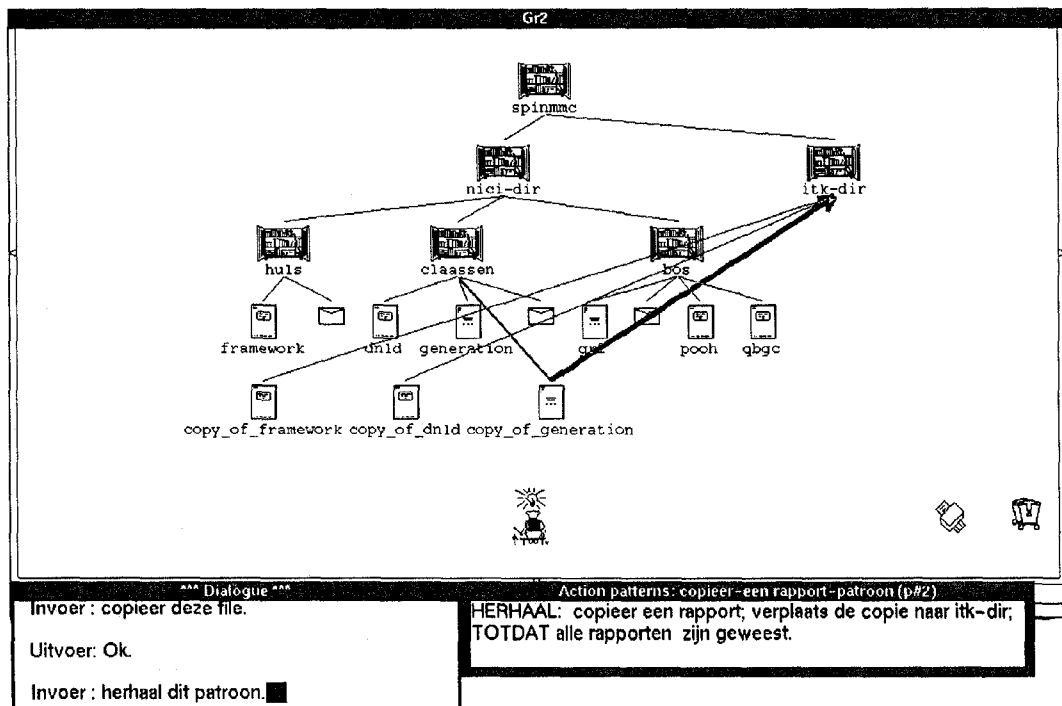 Gr2
spinmmc
nici-dir itk-dir
huls claassen bos
framework dnld generation gr2 pooh qbgc
copy_of_framework copy_of_dnld copy_of_generation
*** Dialogue ***
Invoer : copieer deze file.
Uitvoer: Ok.
Invoer : herhaal dit patroon.
Action patterns: copieer-een rapport-patroon (p#2)
HERHAAL: copieer een rapport; verplaats de copie naar itk-dir;
TOTDAT alle rapporten zijn geweest.